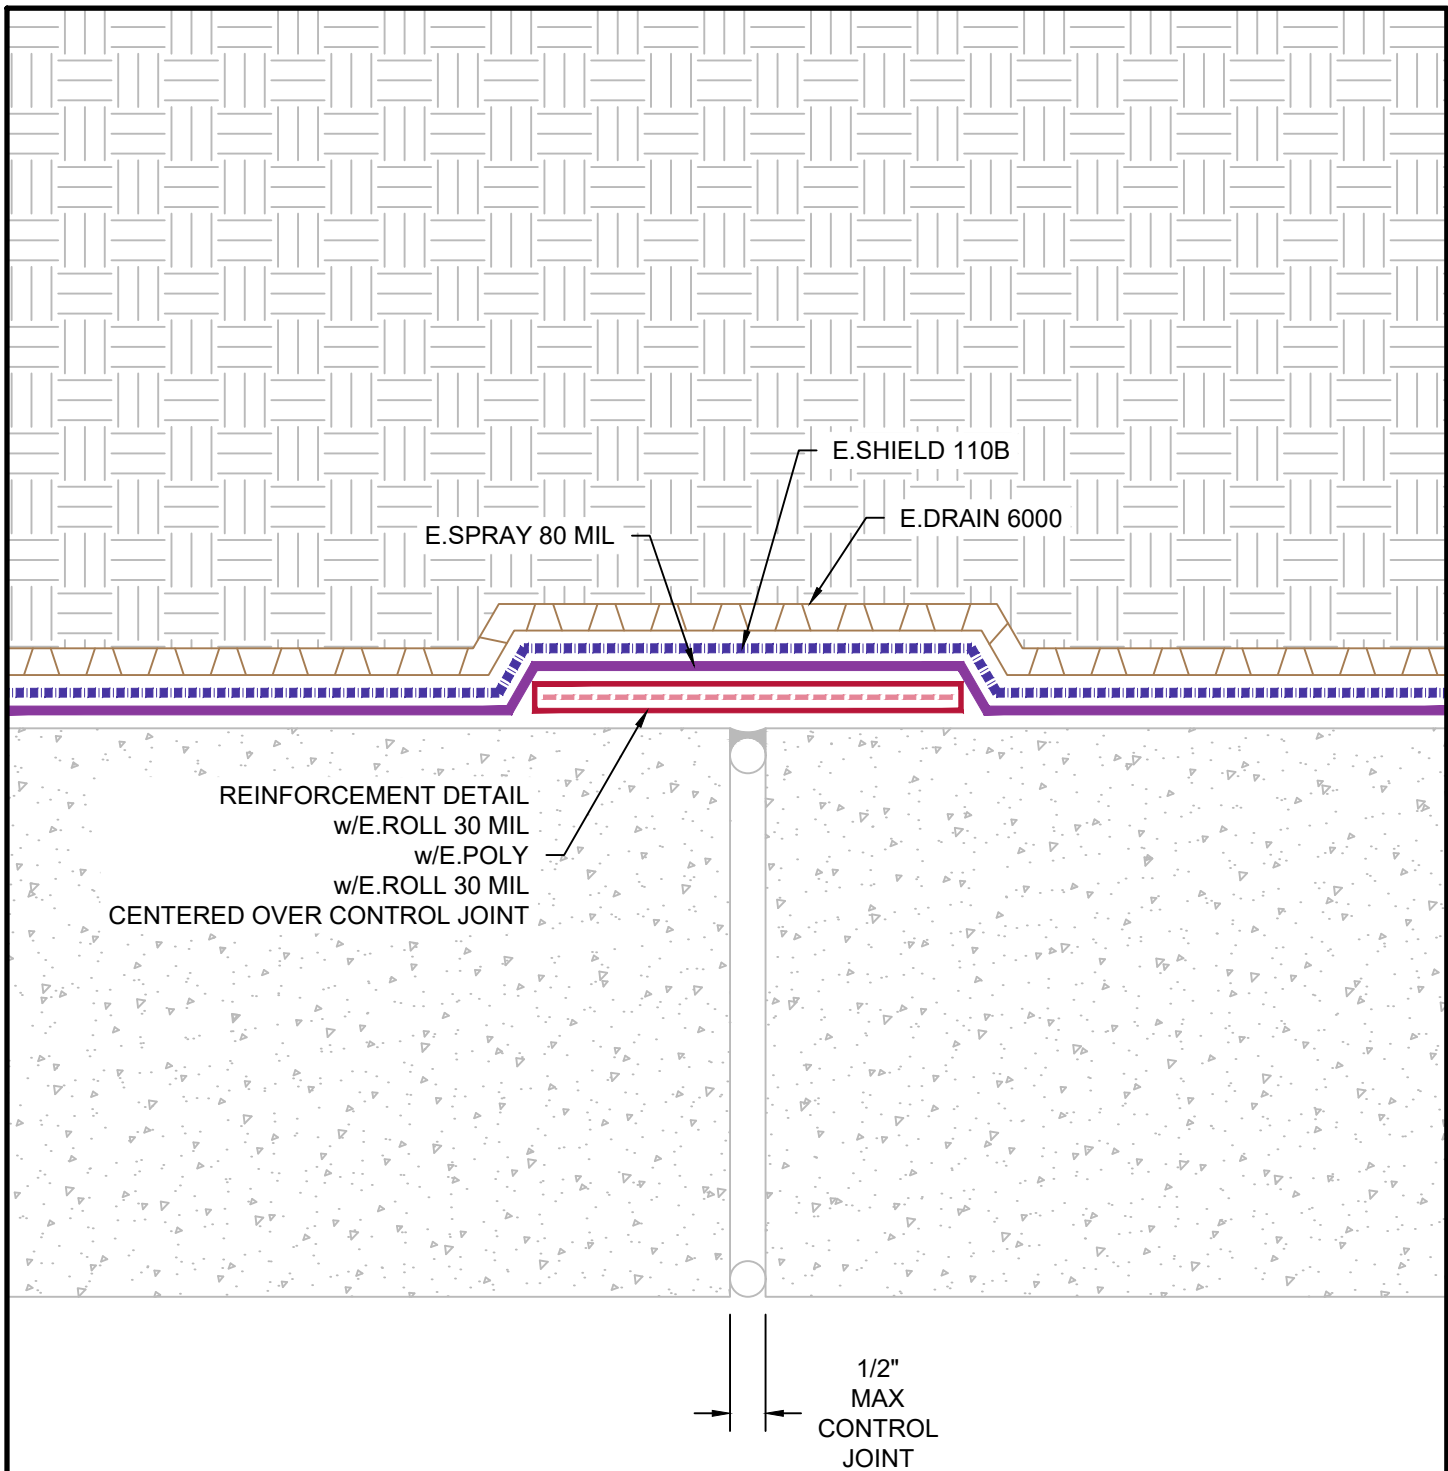 E.SHIELD 110B
E.DRAIN 6000
E.SPRAY 80 MIL
REINFORCEMENT DETAIL
w/E.ROLL 30 MIL
w/E.POLY
w/E.ROLL 30 MIL
CENTERED OVER CONTROL JOINT
1/2"
MAX
CONTROL
JOINT